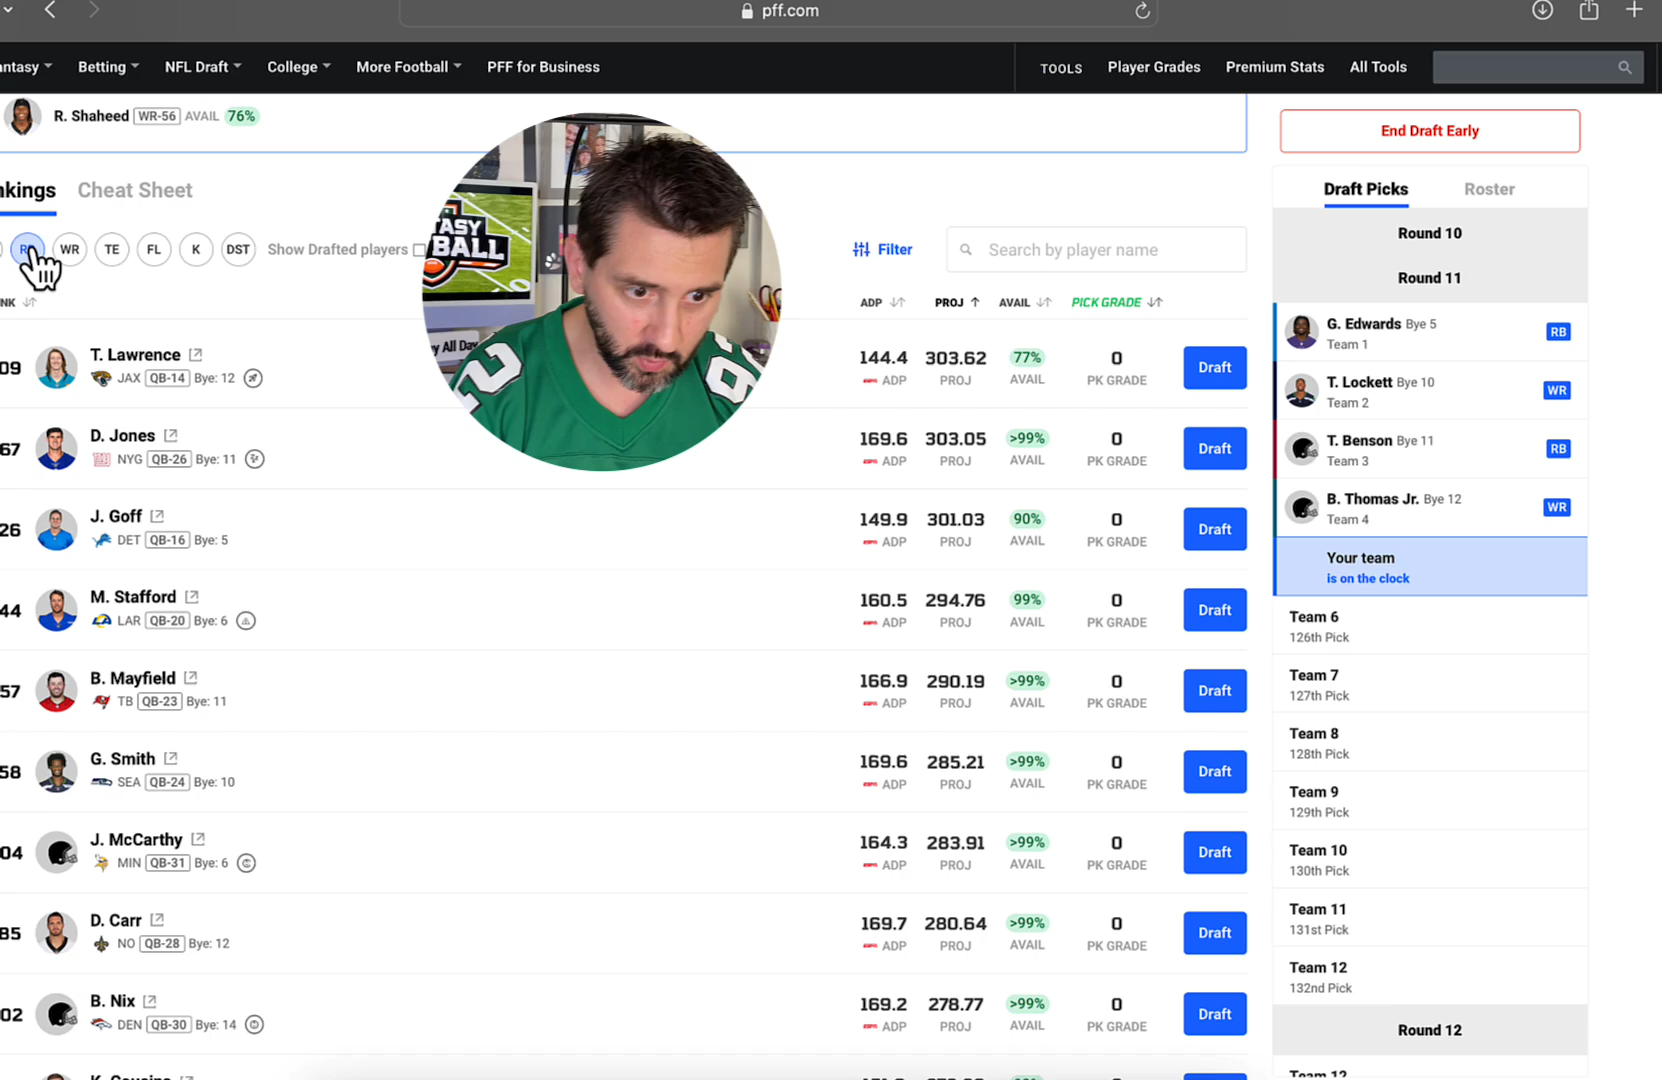 pff.com
antasy Betting NFL Draft College More Football PFF for Business TOOLS Player Grades Premium Stats All Tools
R. Shaheed WR-56 AVAIL 76%
End Draft Early
nkings Cheat Sheet
Draft Picks Roster
WR TE FL K DST Show Drafted players
Filter Search by player name
NK ADP PROJ AVAIL PICK GRADE
09 T. Lawrence 144.4 303.62 77% 0 Draft
JAX QB-14 Bye: 12 ADP PROJ AVAIL PK GRADE
67 D. Jones 169.6 303.05 >99% 0 Draft
NYG QB-26 Bye: 11 ADP PROJ AVAIL PK GRADE
26 J. Goff 149.9 301.03 90% 0 Draft
DET QB-16 Bye: 5 ADP PROJ AVAIL PK GRADE
44 M. Stafford 160.5 294.76 99% 0 Draft
LAR QB-20 Bye: 6 ADP PROJ AVAIL PK GRADE
57 B. Mayfield 166.9 290.19 >99% 0 Draft
TB QB-23 Bye: 11 ADP PROJ AVAIL PK GRADE
58 G. Smith 169.6 285.21 >99% 0 Draft
SEA QB-24 Bye: 10 ADP PROJ AVAIL PK GRADE
04 J. McCarthy 164.3 283.91 >99% 0 Draft
MIN QB-31 Bye: 6 ADP PROJ AVAIL PK GRADE
85 D. Carr 169.7 280.64 >99% 0 Draft
NO QB-28 Bye: 12 ADP PROJ AVAIL PK GRADE
02 B. Nix 169.2 278.77 >99% 0 Draft
DEN QB-30 Bye: 14 ADP PROJ AVAIL PK GRADE
Round 10
Round 11
G. Edwards Bye 5 RB
Team 1
T. Lockett Bye 10 WR
Team 2
T. Benson Bye 11 RB
Team 3
B. Thomas Jr. Bye 12 WR
Team 4
Your team
is on the clock
Team 6
126th Pick
Team 7
127th Pick
Team 8
128th Pick
Team 9
129th Pick
Team 10
130th Pick
Team 11
131st Pick
Team 12
132nd Pick
Round 12
Team 12
ASY
BALL
y All Day